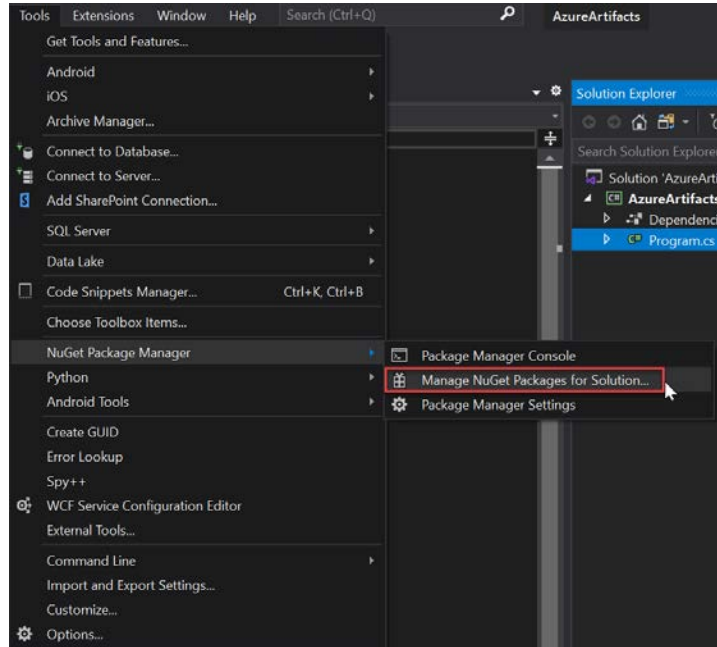 Tools Extensions Window Help Search (Ctrl+Q) AzureArtifacts
Get Tools and Features...
Android
iOS
Archive Manager...
Connect to Database...
Connect to Server...
Add SharePoint Connection...
SQL Server
Data Lake
Code Snippets Manager... Ctrl+K, Ctrl+B
Choose Toolbox Items...
NuGet Package Manager
Python
Android Tools
Create GUID
Error Lookup
Spy++
WCF Service Configuration Editor
External Tools...
Command Line
Import and Export Settings...
Customize...
Options...
Package Manager Console
Manage NuGet Packages for Solution...
Package Manager Settings
Solution Explorer
Search Solution Explore
Solution 'AzureArti
AzureArtifacts
Dependenci
Program.cs